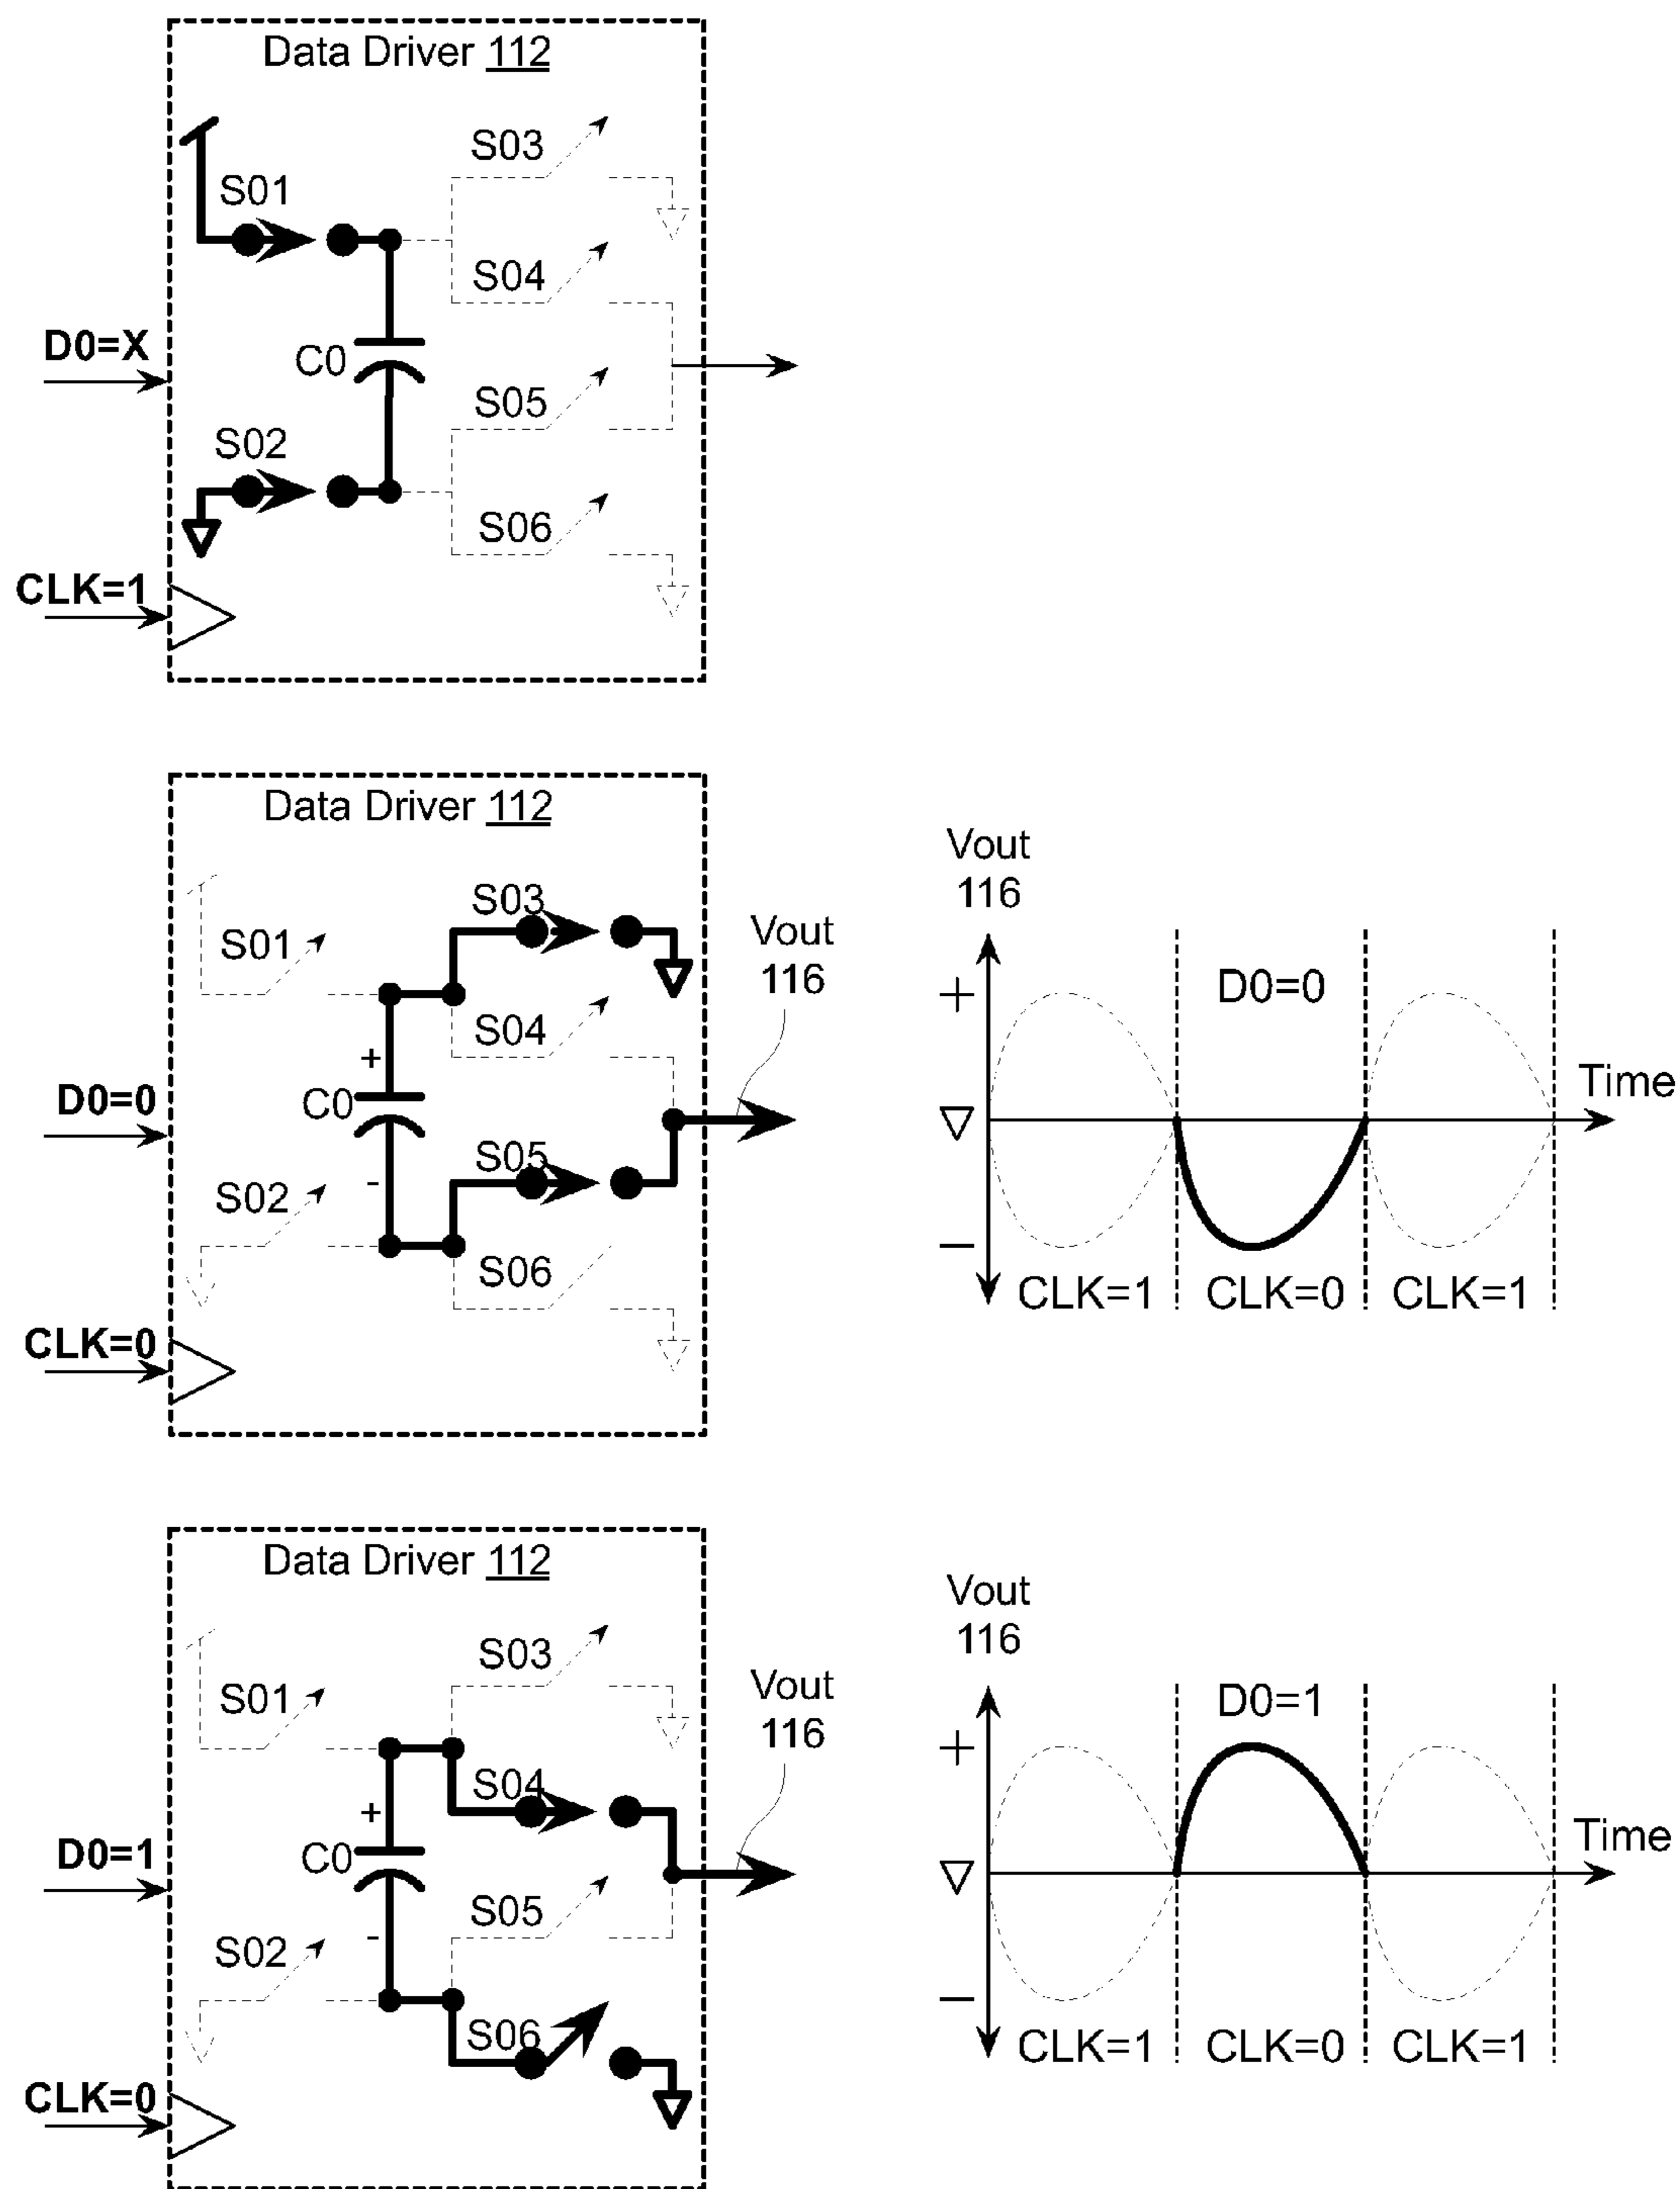 Data Driver 112
S03
S01
S04
D0=X
C0
S05
S02
S06
CLK=1
Data Driver 112
S03
S01
Vout
116
S04
+
C0
D0=0
S05
-
S02
S06
CLK=0
Vout
116
D0=0
+
Time
−
CLK=1 CLK=0 CLK=1
Data Driver 112
S03
S01
Vout
116
S04
+
C0
D0=1
S05
-
S02
S06
CLK=0
Vout
116
D0=1
+
Time
−
CLK=1 CLK=0 CLK=1